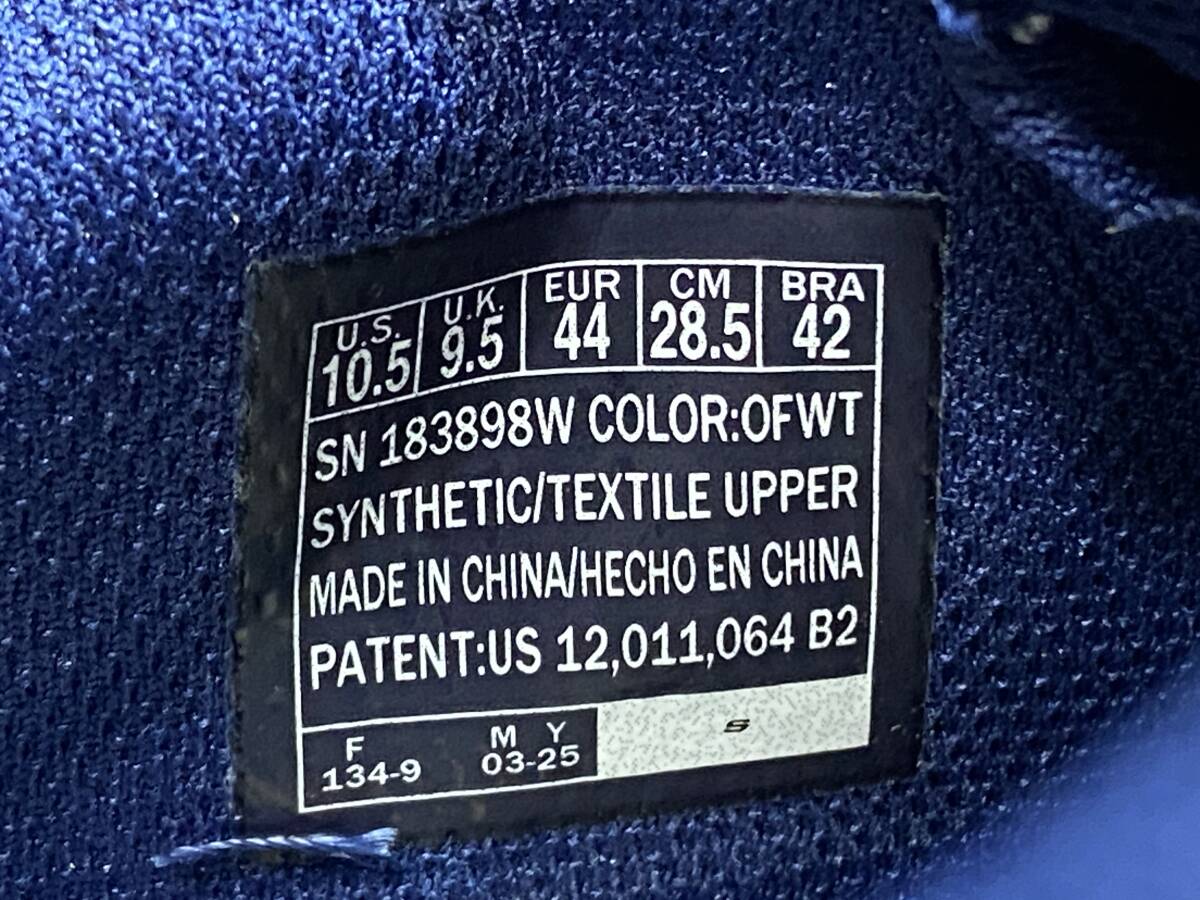 U.S. U.K. EUR CM BRA
10.5 9.5 44 28.5 42
SN 183898W COLOR:OFWT
SYNTHETIC/TEXTILE UPPER
MADE IN CHINA/HECHO EN CHINA
PATENT:US 12,011,064 B2
F M Y
134-9 03-25
S